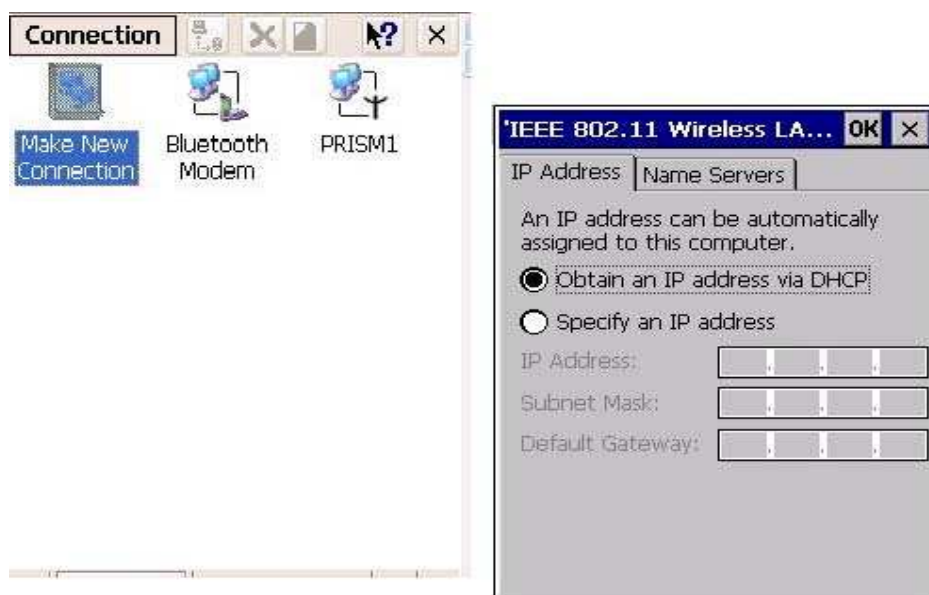 Connection
?
×
Make New
Connection
Bluetooth
Modem
PRISM1
'IEEE 802.11 Wireless LA... OK ×
IP Address
Name Servers
An IP address can be automatically
assigned to this computer.
Obtain an IP address via DHCP
Specify an IP address
IP Address:
Subnet Mask:
Default Gateway: